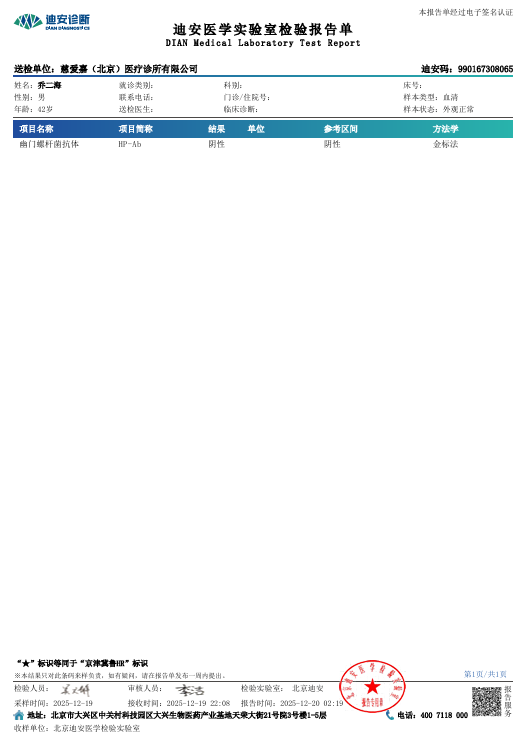 本报告单经过电子签名认证
迪安诊断
DIAN DIAGNOSTICS
迪安医学实验室检验报告单
DIAN Medical Laboratory Test Report
送检单位：慈爱嘉（北京）医疗诊所有限公司 迪安码：990167308065
姓名：乔二海 就诊类别： 科别： 床号：
性别：男 联系电话： 门诊/住院号： 样本类型：血清
年龄：42岁 送检医生： 临床诊断： 样本状态：外观正常
项目名称 项目简称 结果 单位 参考区间 方法学
幽门螺杆菌抗体 HP-Ab 阴性 阴性 金标法
“★”标识等同于“京津冀鲁HR”标识
※本结果只对此条码来样负责，如有疑问，请在报告单发布一周内提出。 第1页/共1页
检验人员： 审核人员： 检验实验室： 北京迪安
采样时间：2025-12-19 接收时间：2025-12-19 22:08 报告时间：2025-12-20 02:19
地址：北京市大兴区中关村科技园区大兴生物医药产业基地天荣大街21号院3号楼1-5层 电话：400 7118 000
收样单位：北京迪安医学检验实验室
报告服务
报告专用章